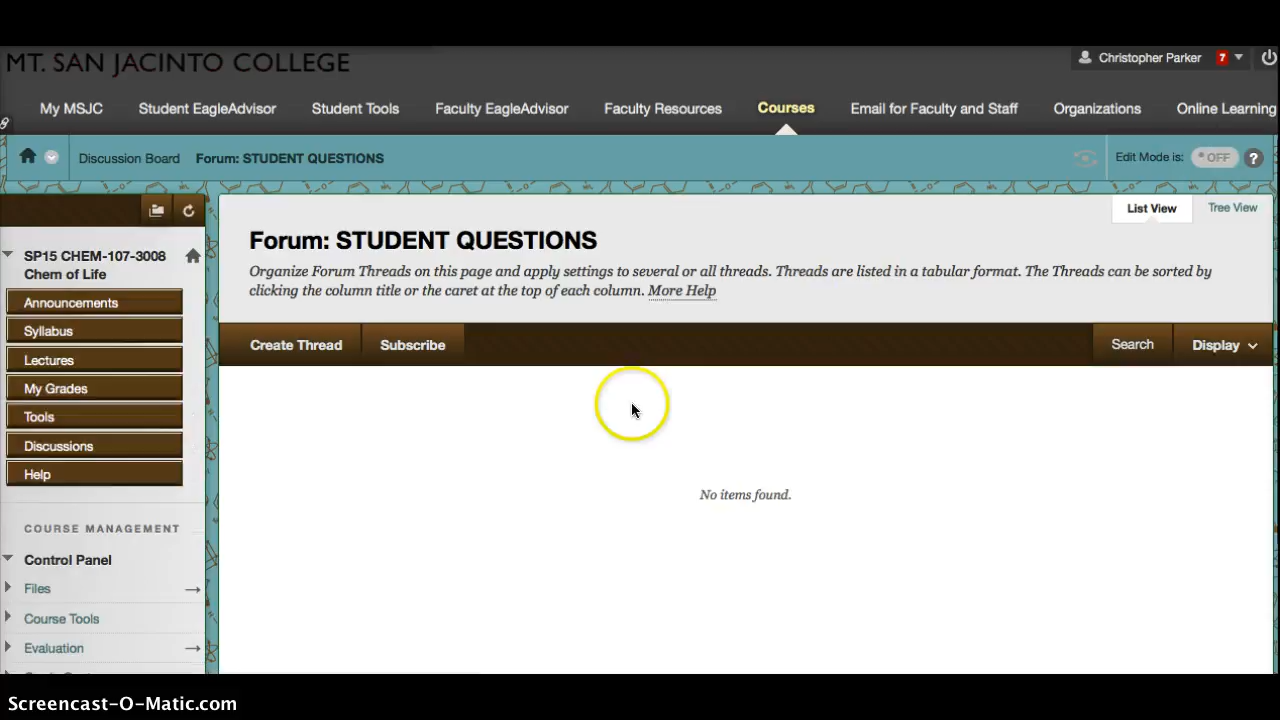 MT. SAN JACINTO COLLEGE
Christopher Parker 7
My MSJC Student EagleAdvisor Student Tools Faculty EagleAdvisor Faculty Resources Courses Email for Faculty and Staff Organizations Online Learning
Discussion Board Forum: STUDENT QUESTIONS Edit Mode is: OFF ?
List View Tree View
Forum: STUDENT QUESTIONS
Organize Forum Threads on this page and apply settings to several or all threads. Threads are listed in a tabular format. The Threads can be sorted by
clicking the column title or the caret at the top of each column. More Help
Create Thread Subscribe Search Display
No items found.
SP15 CHEM-107-3008
Chem of Life
Announcements
Syllabus
Lectures
My Grades
Tools
Discussions
Help
COURSE MANAGEMENT
Control Panel
Files
Course Tools
Evaluation
Screencast-O-Matic.com